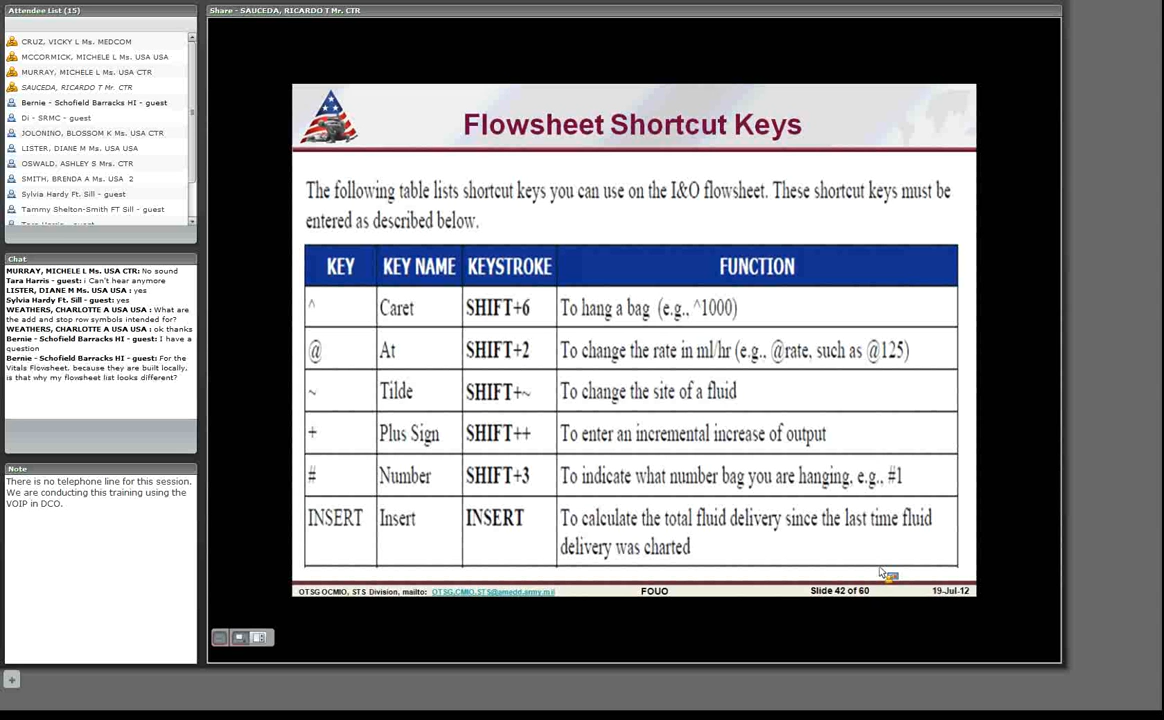 Attendee List (15)
CRUZ, VICKY L Ms. MEDCOM
MCCORMICK, MICHELE L Ms. USA USA
MURRAY, MICHELE L Ms. USA CTR
SAUCEDA, RICARDO T Mr. CTR
Bernie - Schofield Barracks HI - guest
Di - SRMC - guest
JOLONINO, BLOSSOM K Ms. USA CTR
LISTER, DIANE M Ms. USA USA
OSWALD, ASHLEY S Mrs. CTR
SMITH, BRENDA A Ms. USA 2
Sylvia Hardy Ft. Sill - guest
Tammy Shelton-Smith FT Sill - guest
Tara Harris - guest
Chat
MURRAY, MICHELE L Ms. USA CTR: No sound
Tara Harris - guest: i Can't hear anymore
LISTER, DIANE M Ms. USA USA : yes
Sylvia Hardy Ft. Sill - guest: yes
WEATHERS, CHARLOTTE A USA USA : What are
the add and stop row symbols intended for?
WEATHERS, CHARLOTTE A USA USA : ok thanks
Bernie - Schofield Barracks HI - guest: I have a
question
Bernie - Schofield Barracks HI - guest: For the
Vitals Flowsheet, because they are built locally,
is that why my flowsheet list looks different?
Note
There is no telephone line for this session.
We are conducting this training using the
VOIP in DCO.
Share - SAUCEDA, RICARDO T Mr. CTR
Flowsheet Shortcut Keys
The following table lists shortcut keys you can use on the I&O flowsheet. These shortcut keys must be
entered as described below.
KEY KEY NAME KEYSTROKE FUNCTION
^ Caret SHIFT+6 To hang a bag (e.g., ^1000)
@ At SHIFT+2 To change the rate in ml/hr (e.g., @rate, such as @125)
~ Tilde SHIFT+~ To change the site of a fluid
+ Plus Sign SHIFT++ To enter an incremental increase of output
# Number SHIFT+3 To indicate what number bag you are hanging, e.g., #1
INSERT Insert INSERT To calculate the total fluid delivery since the last time fluid
delivery was charted
OTSG OCMIO, STS Division, mailto: OTSG.CMIO.STS@amedd.army.mil FOUO Slide 42 of 60 19-Jul-12